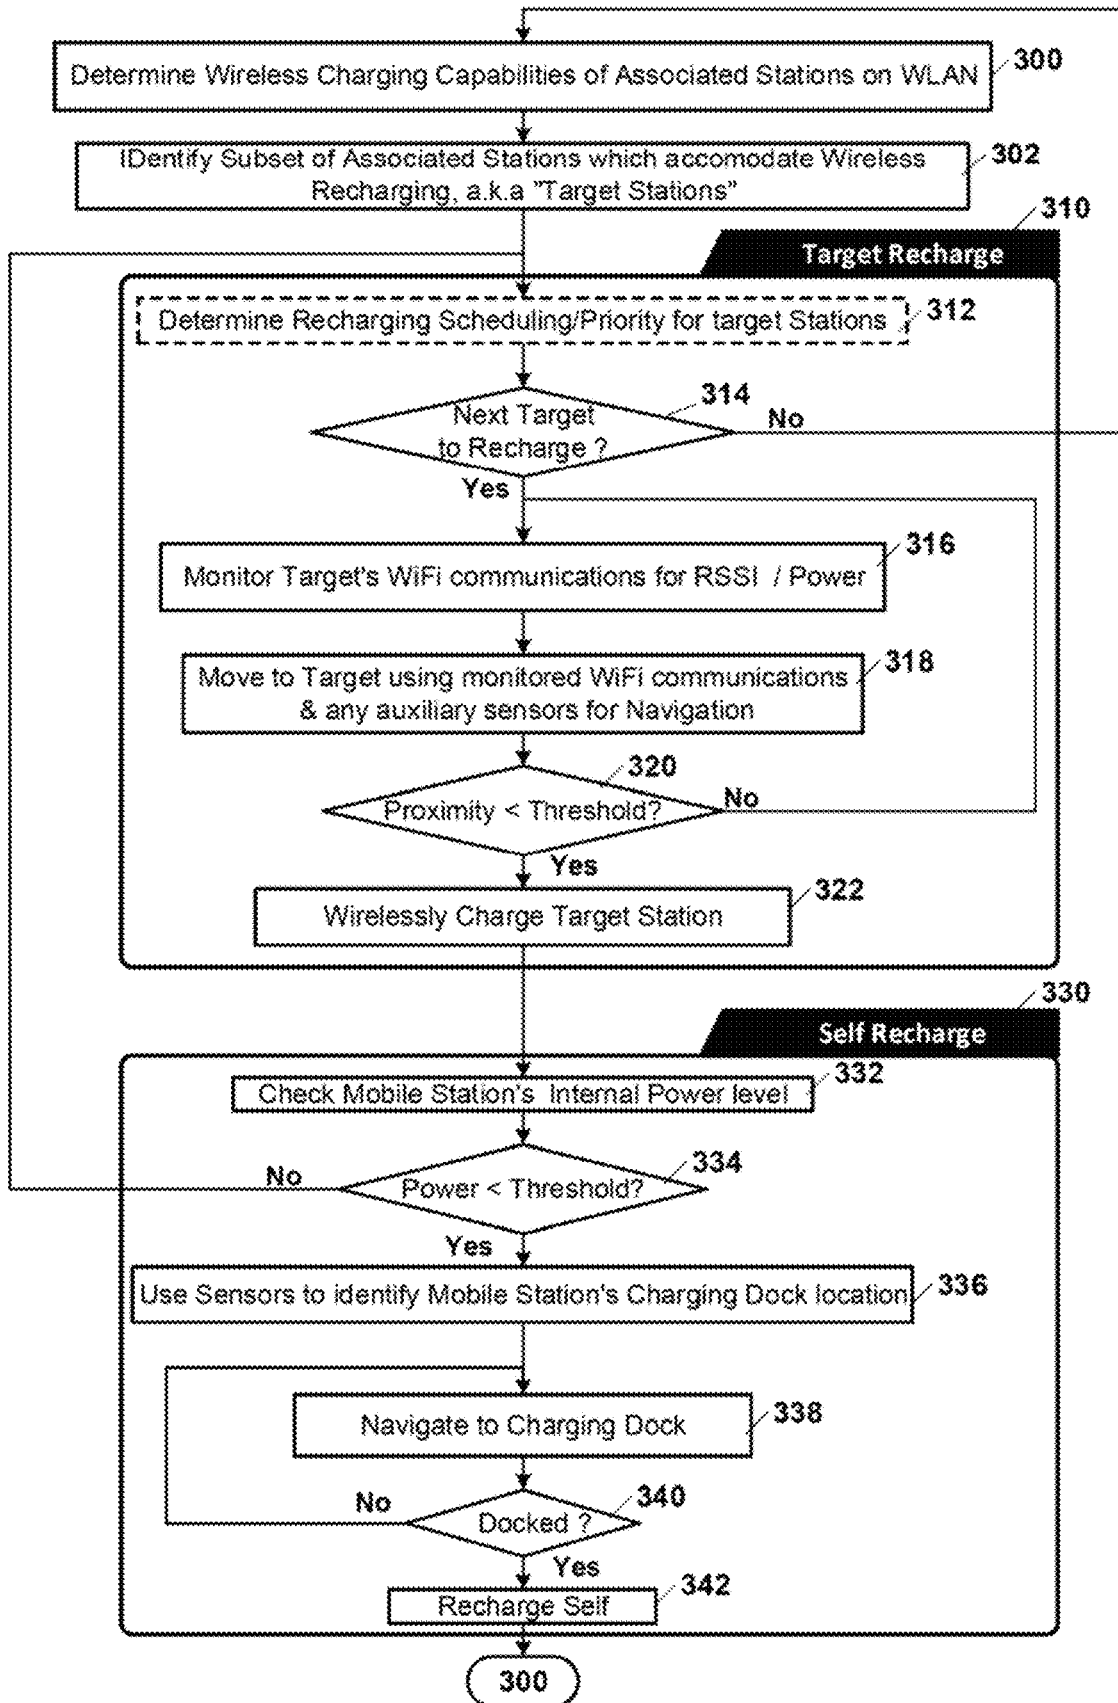 Determine Wireless Charging Capabilities of Associated Stations on WLAN
300
IDentify Subset of Associated Stations which accomodate Wireless
Recharging, a.k.a "Target Stations"
302
310
Target Recharge
Determine Recharging Scheduling/Priority for target Stations
312
314
Next Target
to Recharge ?
No
Yes
316
Monitor Target's WiFi communications for RSSI / Power
318
Move to Target using monitored WiFi communications
& any auxiliary sensors for Navigation
320
Proximity < Threshold?
No
Yes
322
Wirelessly Charge Target Station
330
Self Recharge
332
Check Mobile Station's Internal Power level
334
Power < Threshold?
No
Yes
Use Sensors to identify Mobile Station's Charging Dock location
336
Navigate to Charging Dock
338
340
Docked ?
No
Yes
342
Recharge Self
300